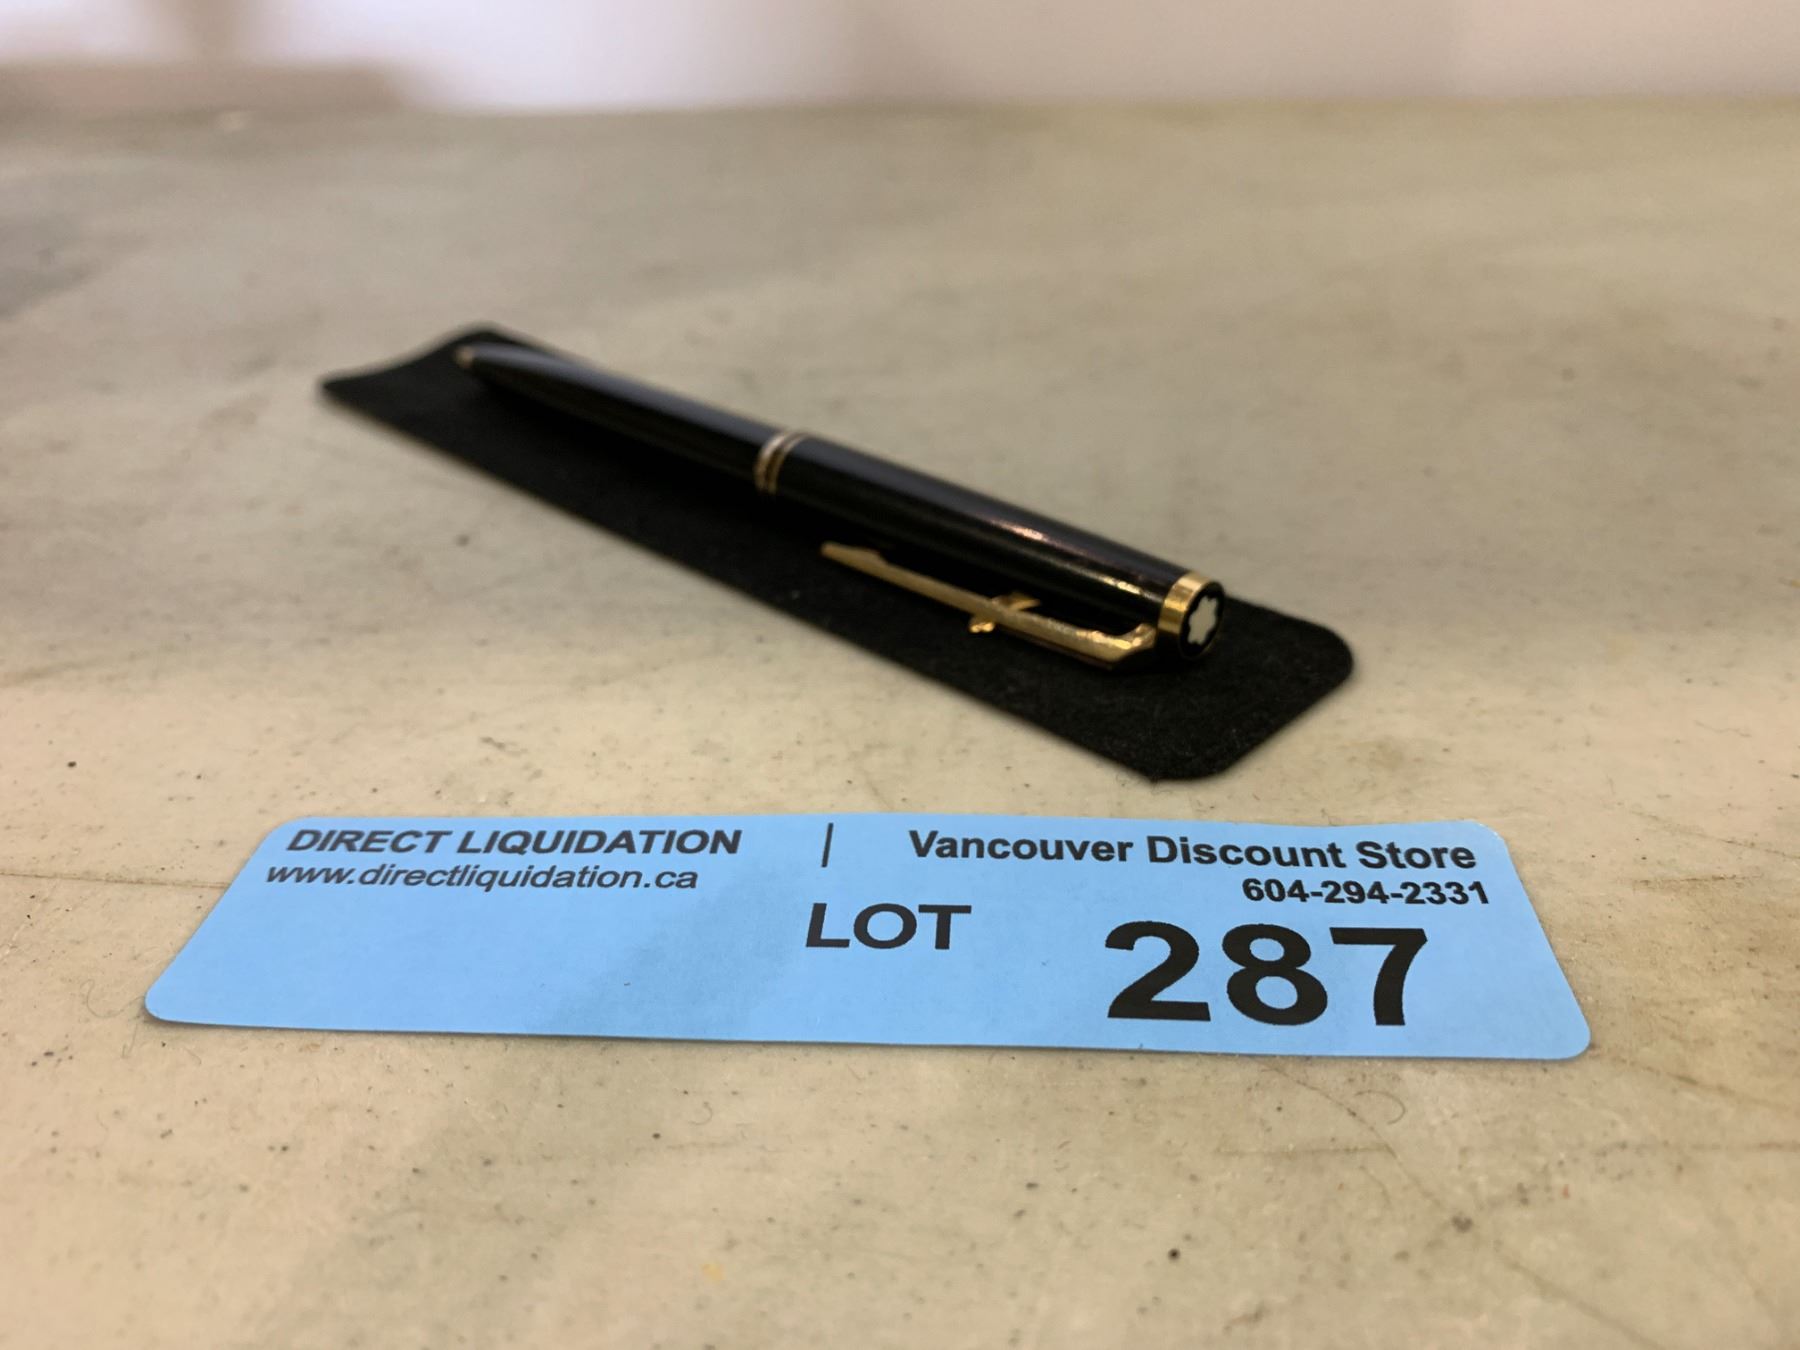 DIRECT LIQUIDATION | Vancouver Discount Store
www.directliquidation.ca 604-294-2331
LOT 287